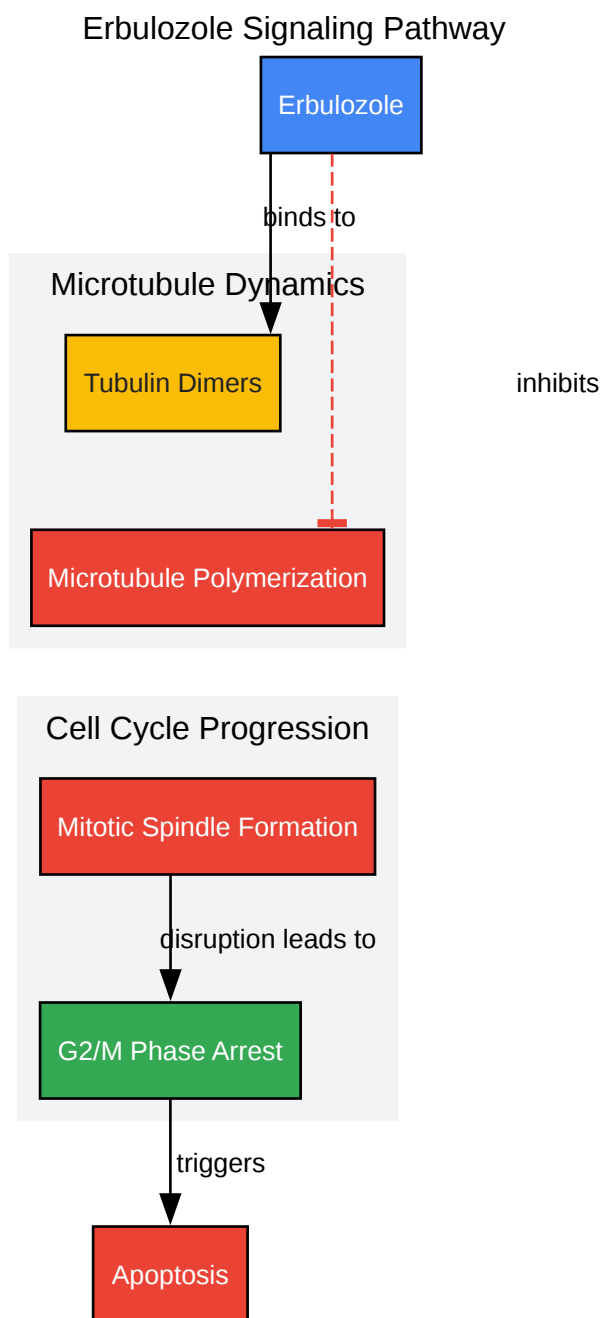 Erbulozole Signaling Pathway
Erbulozole
binds to
Microtubule Dynamics
Tubulin Dimers
inhibits
Microtubule Polymerization
Cell Cycle Progression
Mitotic Spindle Formation
disruption leads to
G2/M Phase Arrest
triggers
Apoptosis